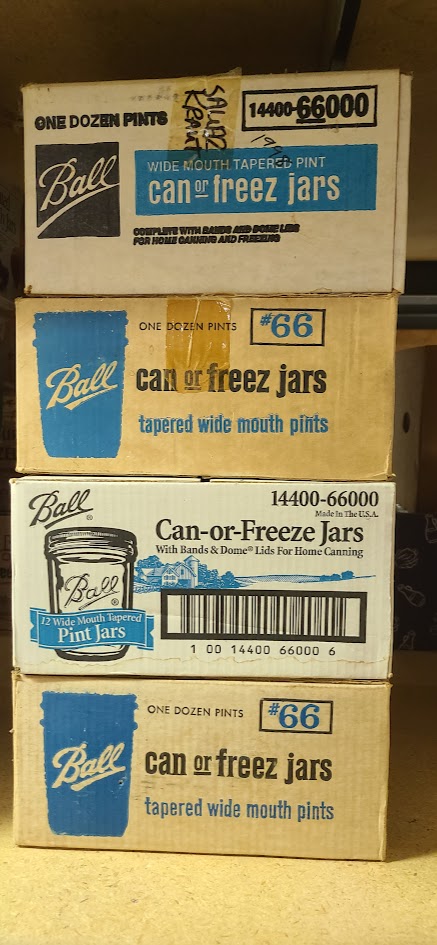 ONE DOZEN PINTS
SALADZ
KRAUT
14400-66000
Ball
WIDE MOUTH TAPERED PINT
can or freez jars
COMPLETE WITH BANDS AND DOME LIDS
FOR HOME CANNING AND FREEZING
ONE DOZEN PINTS
#66
Ball
can or freez jars
tapered wide mouth pints
Ball®
14400-66000
Made In The U.S.A.
Can-or-Freeze Jars
With Bands & Dome® Lids For Home Canning
Ball®
12 Wide Mouth Tapered
Pint Jars
1 00 14400 66000 6
ONE DOZEN PINTS
#66
Ball
can or freez jars
tapered wide mouth pints